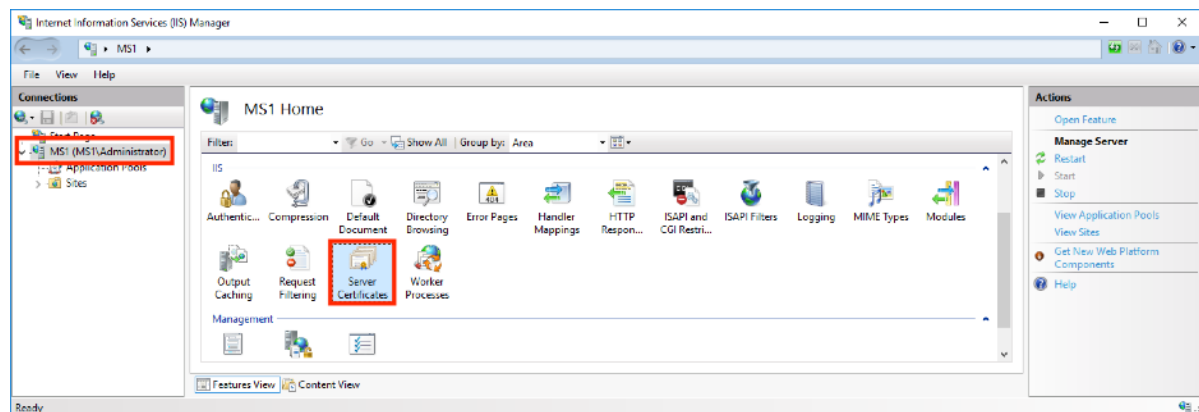 Internet Information Services (IIS) Manager
MS1
File View Help
Connections
Start Page
MS1 (MS1\Administrator)
Application Pools
Sites
MS1 Home
Filter: Go Show All Group by: Area
IIS
Authentic... Compression Default Document Directory Browsing Error Pages Handler Mappings HTTP Respon... ISAPI and CGI Restri... ISAPI Filters Logging MIME Types Modules
Output Caching Request Filtering Server Certificates Worker Processes
Management
Features View Content View
Ready
Actions
Open Feature
Manage Server
Restart
Start
Stop
View Application Pools
View Sites
Get New Web Platform
Components
Help